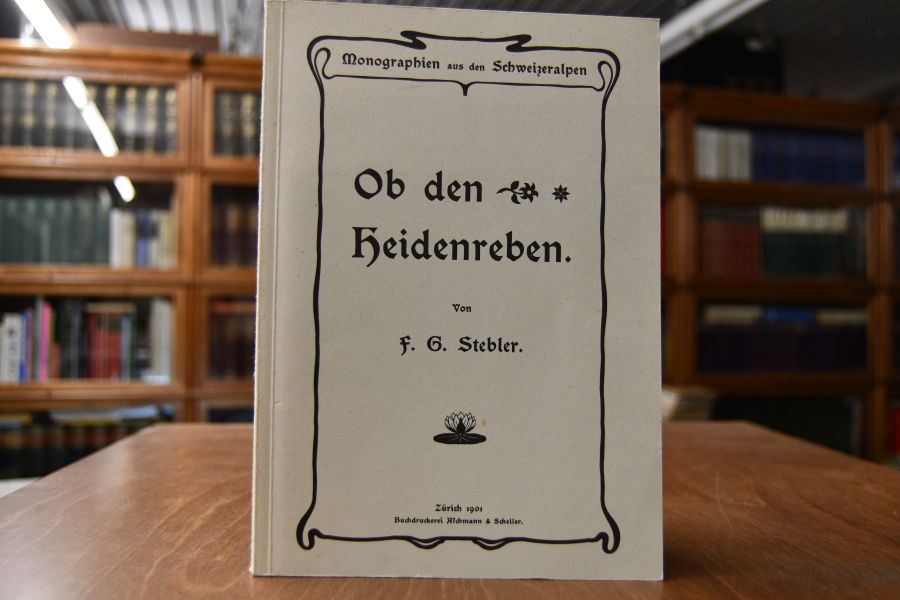 Monographien aus den Schweizeralpen
Ob den
Heidenreben.
Von
F. G. Stebler.
Zürich 1901
Buchdruckerei Aschmann & Scheller.